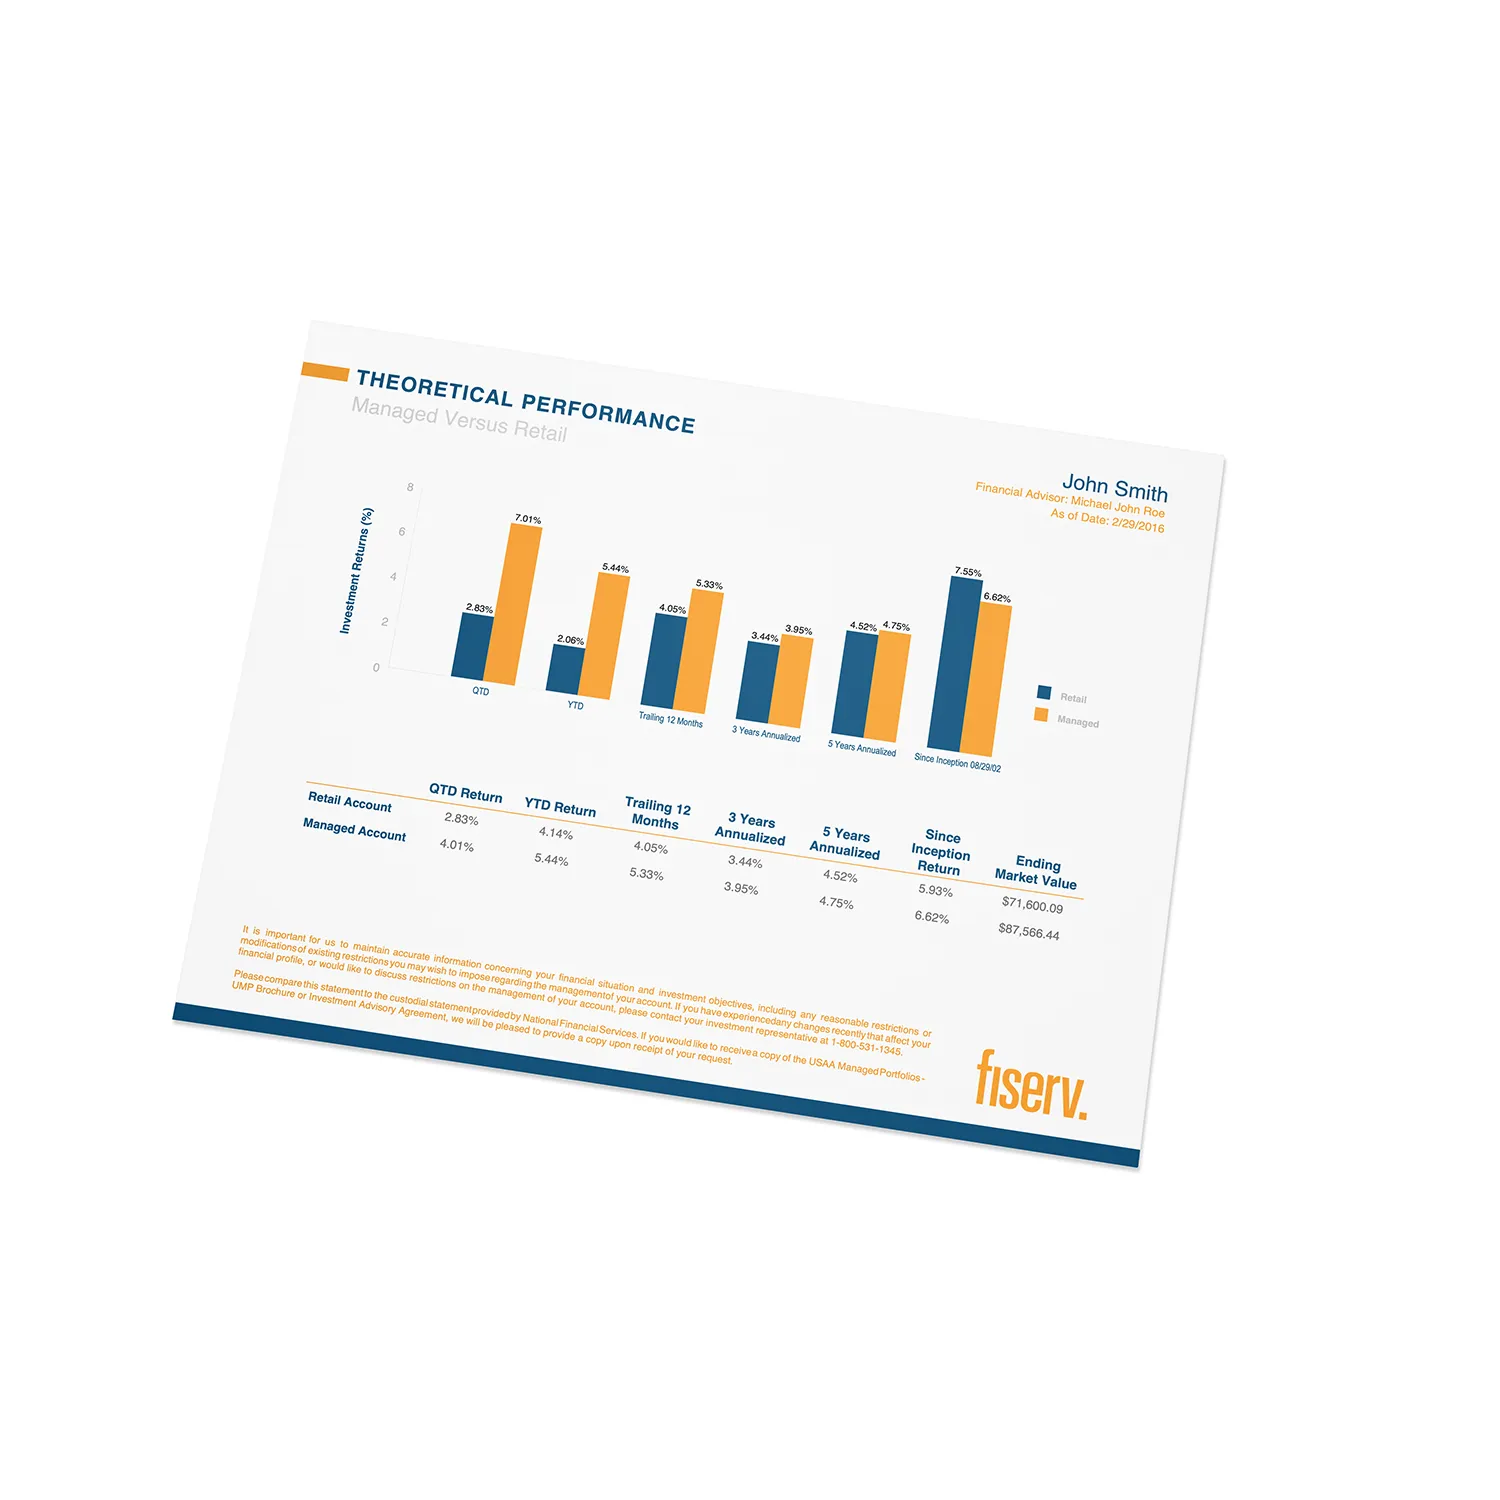 THEORETICAL PERFORMANCE
Managed Versus Retail
John Smith
Financial Advisor: Michael John Roe
As of Date: 2/29/2016
Investment Returns (%)
8
6
4
2
0
2.83% 7.01%
2.06% 5.44%
4.05% 5.33%
3.44% 3.95%
4.52% 4.75%
7.55% 6.62%
QTD
YTD
Trailing 12 Months
3 Years Annualized
5 Years Annualized
Since Inception 08/29/02
Retail
Managed
QTD Return YTD Return Trailing 12 Months 3 Years Annualized 5 Years Annualized Since Inception Return Ending Market Value
Retail Account 2.83% 4.14% 4.05% 3.44% 4.52% 5.93% $71,600.09
Managed Account 4.01% 5.44% 5.33% 3.95% 4.75% 6.62% $87,566.44
It is important for us to maintain accurate information concerning your financial situation and investment objectives, including any reasonable restrictions or
modifications of existing restrictions you may wish to impose regarding the management of your account. If you have experienced any changes recently that affect your
financial profile, or would like to discuss restrictions on the management of your account, please contact your investment representative at 1-800-531-1345.
Please compare this statement to the custodial statement provided by National Financial Services. If you would like to receive a copy of the USAA Managed Portfolios -
UMP Brochure or Investment Advisory Agreement, we will be pleased to provide a copy upon receipt of your request.
fiserv.